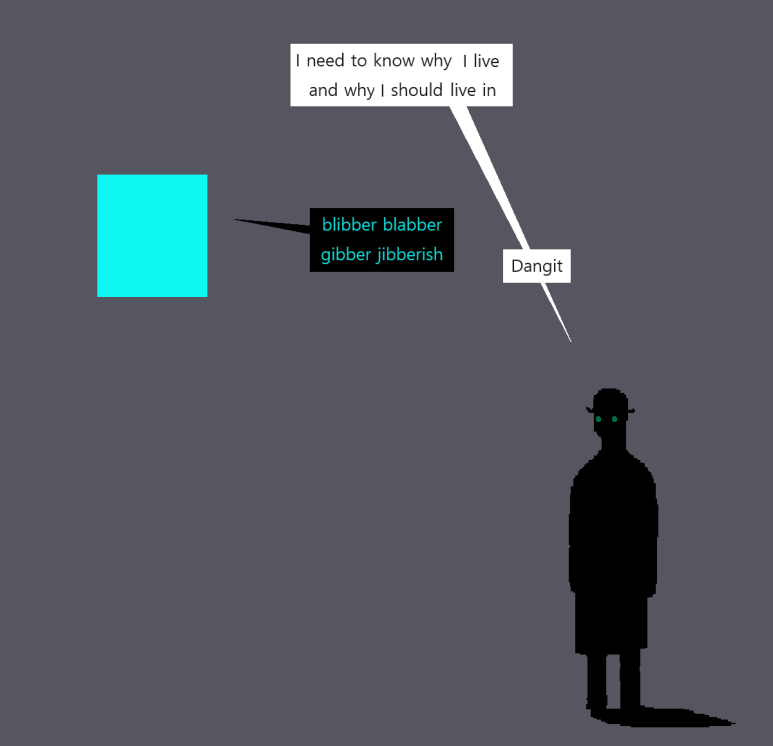 I need to know why I live
and why I should live in
blibber blabber
gibber jibberish
Dangit